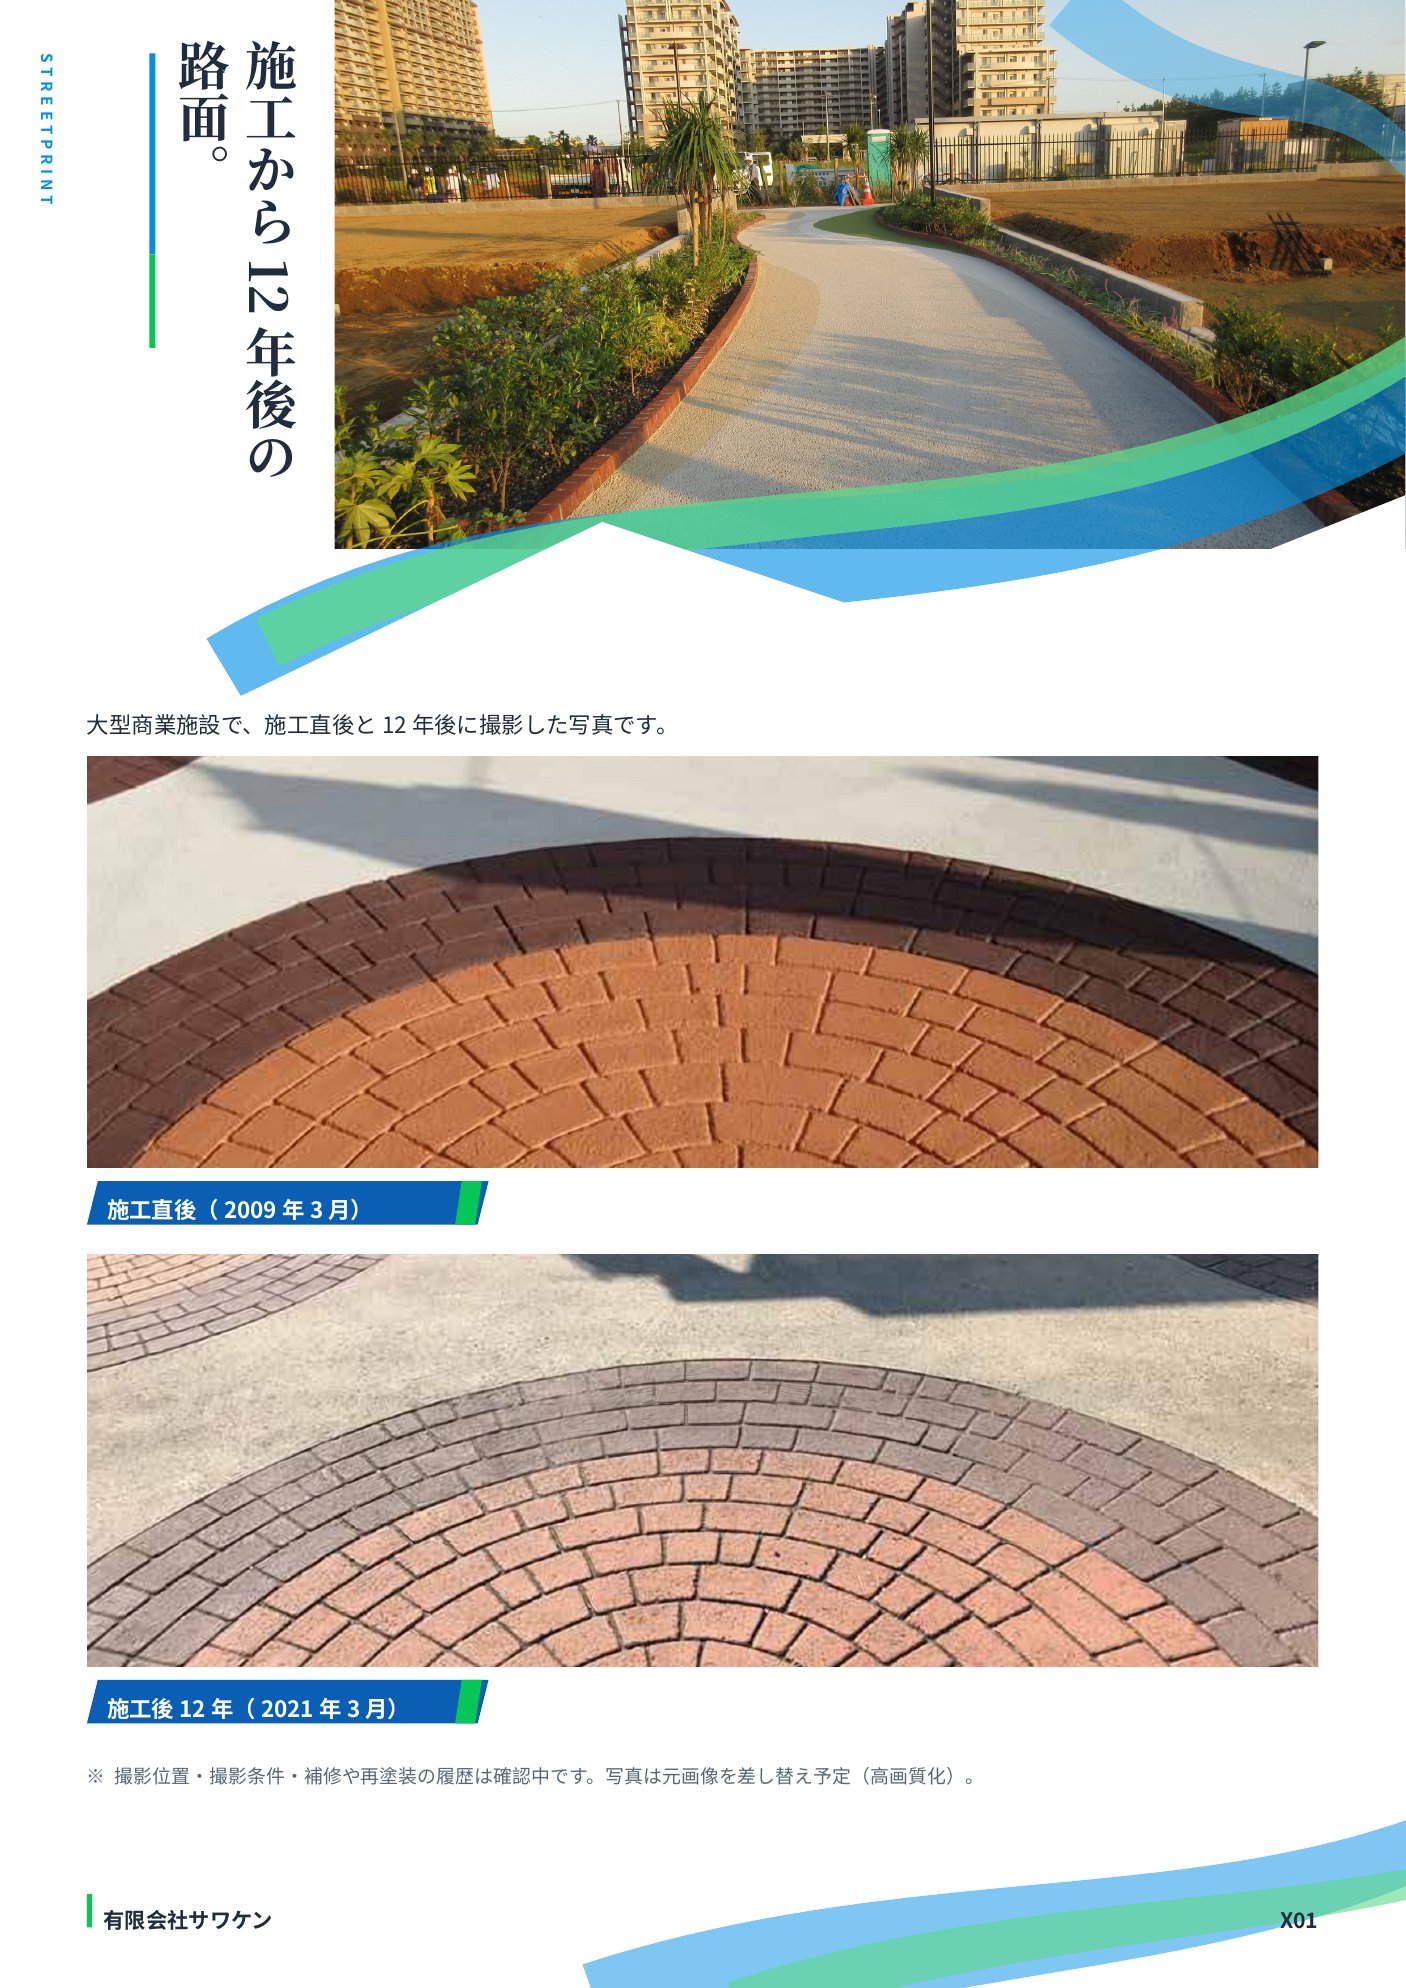 STREETPRINT
施工から12年後の
路面。
大型商業施設で、施工直後と 12 年後に撮影した写真です。
施工直後（ 2009 年 3 月）
施工後 12 年（ 2021 年 3 月）
※ 撮影位置・撮影条件・補修や再塗装の履歴は確認中です。写真は元画像を差し替え予定（高画質化）。
有限会社サワケン
X01